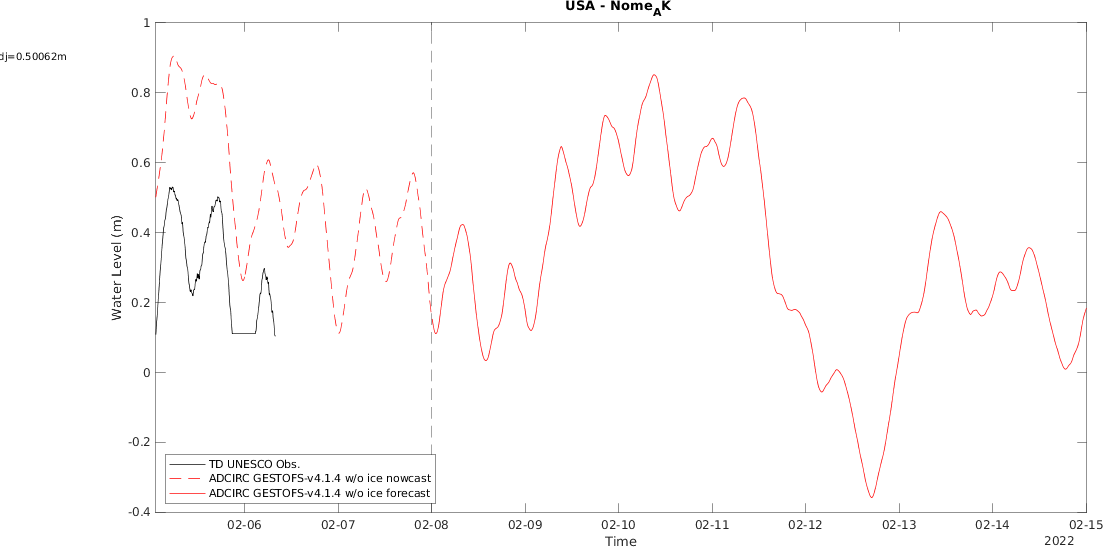 USA - Nome_AK
dj=0.50062m
1
0.8
0.6
0.4
0.2
0
-0.2
-0.4
Water Level (m)
TD UNESCO Obs.
ADCIRC GESTOFS-v4.1.4 w/o ice nowcast
ADCIRC GESTOFS-v4.1.4 w/o ice forecast
02-06 02-07 02-08 02-09 02-10 02-11 02-12 02-13 02-14 02-15
Time
2022